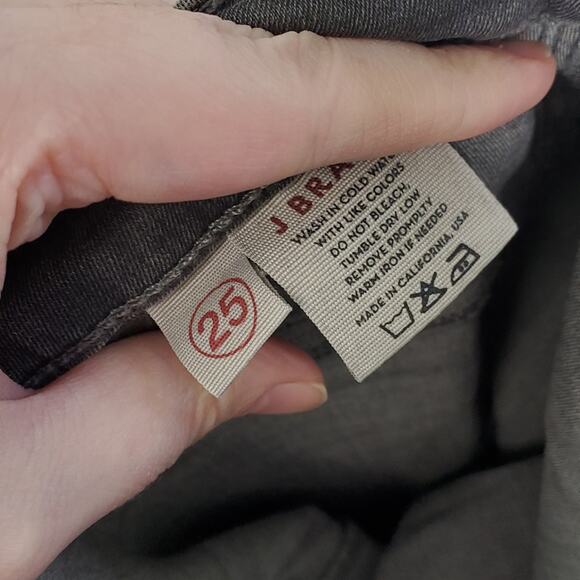 J BRA
WASH IN COLD WATE
WITH LIKE COLORS
DO NOT BLEACH,
TUMBLE DRY LOW
REMOVE PROMPTLY
WARM IRON IF NEEDED
MADE IN CALIFORNIA, USA
25